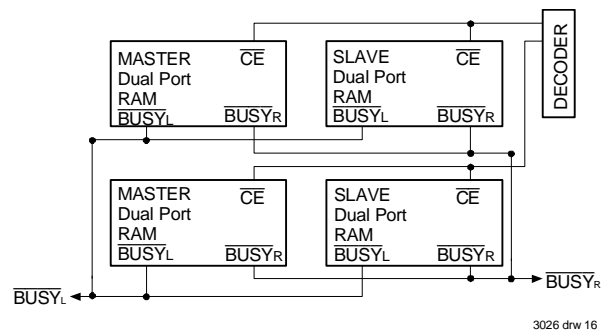 MASTER
Dual Port
RAM
BUSYL
CE
BUSYR
SLAVE
Dual Port
RAM
BUSYL
CE
BUSYR
DECODER
MASTER
Dual Port
RAM
BUSYL
CE
BUSYR
SLAVE
Dual Port
RAM
BUSYL
CE
BUSYR
BUSYL
BUSYR
3026 drw 16